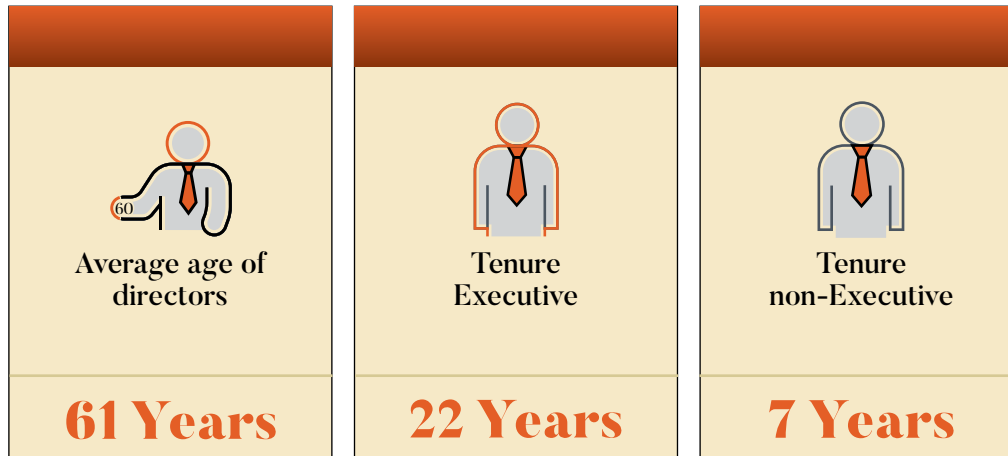 60
Average age of
directors
61 Years
Tenure
Executive
22 Years
Tenure
non-Executive
7 Years